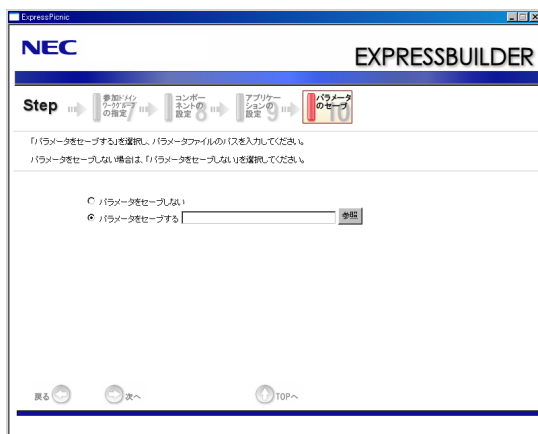 ExpressPicnic
NEC
EXPRESSBUILDER
Step
参加ドメイン
ワークグループ
の指定 7
コンポー
ネントの
設定 8
アプリケー
ションの
設定 9
パラメータ
のセーブ 10
「パラメータをセーブする」を選択し、パラメータファイルのパスを入力してください。
パラメータをセーブしない場合は、「パラメータをセーブしない」を選択してください。
パラメータをセーブしない
パラメータをセーブする
参照
戻る
次へ
TOPへ